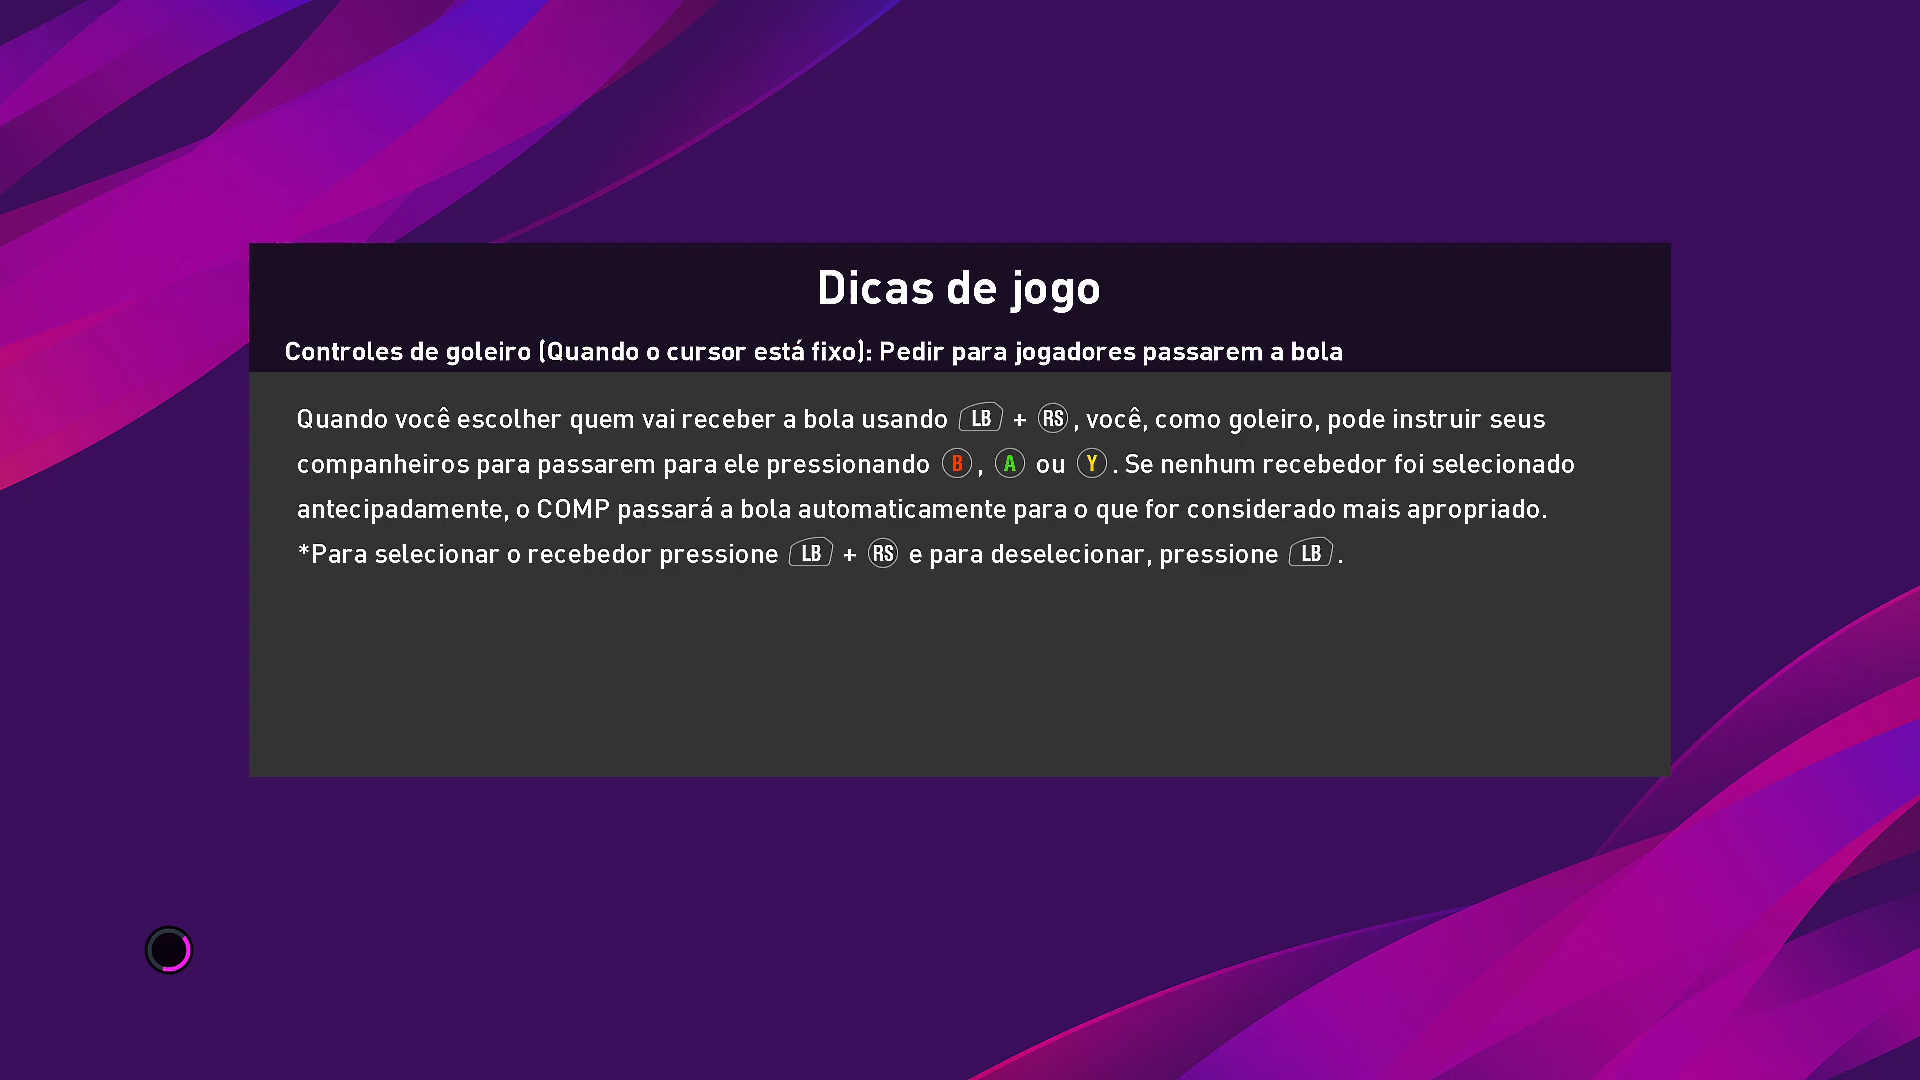 Dicas de jogo
Controles de goleiro (Quando o cursor está fixo): Pedir para jogadores passarem a bola
Quando você escolher quem vai receber a bola usando LB + RS, você, como goleiro, pode instruir seus
companheiros para passarem para ele pressionando B, A ou Y. Se nenhum recebedor foi selecionado
antecipadamente, o COMP passará a bola automaticamente para o que for considerado mais apropriado.
*Para selecionar o recebedor pressione LB + RS e para deselecionar, pressione LB.